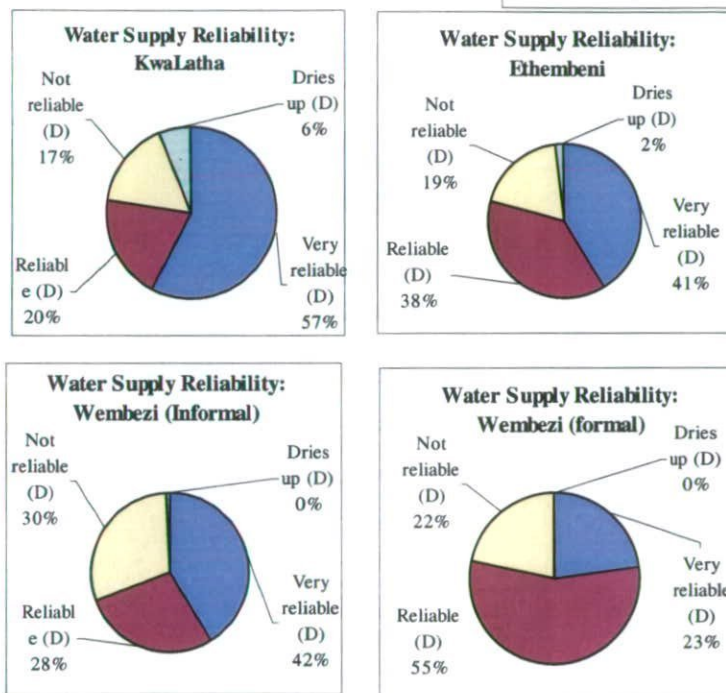 Water Supply Reliability:
KwaLatha
Not
reliable
(D)
17%
Dries
up (D)
6%
Reliabl
e (D)
20%
Very
reliable
(D)
57%
Water Supply Reliability:
Ethembeni
Not
reliable
(D)
19%
Dries
up (D)
2%
Reliable
(D)
38%
Very
reliable
(D)
41%
Water Supply Reliability:
Wembezi (Informal)
Not
reliable
(D)
30%
Dries
up (D)
0%
Reliabl
e (D)
28%
Very
reliable
(D)
42%
Water Supply Reliability:
Wembezi (formal)
Not
reliable
(D)
22%
Dries
up (D)
0%
Reliable
(D)
55%
Very
reliable
(D)
23%